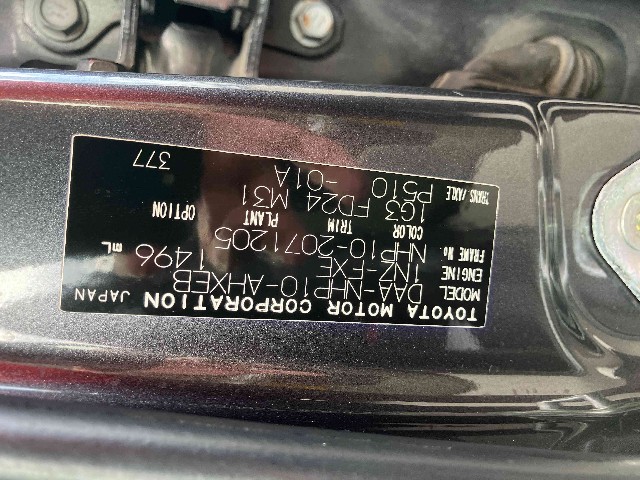 TOYOTA MOTOR CORPORATION JAPAN
MODEL DAA-NHP10-AHXEB
ENGINE 1NZ-FXE 1496 mL
FRAME No. NHP10-2071205
COLOR TRIM PLANT OPTION
1G3 FD24 M31
TRANS./AXLE P510 -01A
377